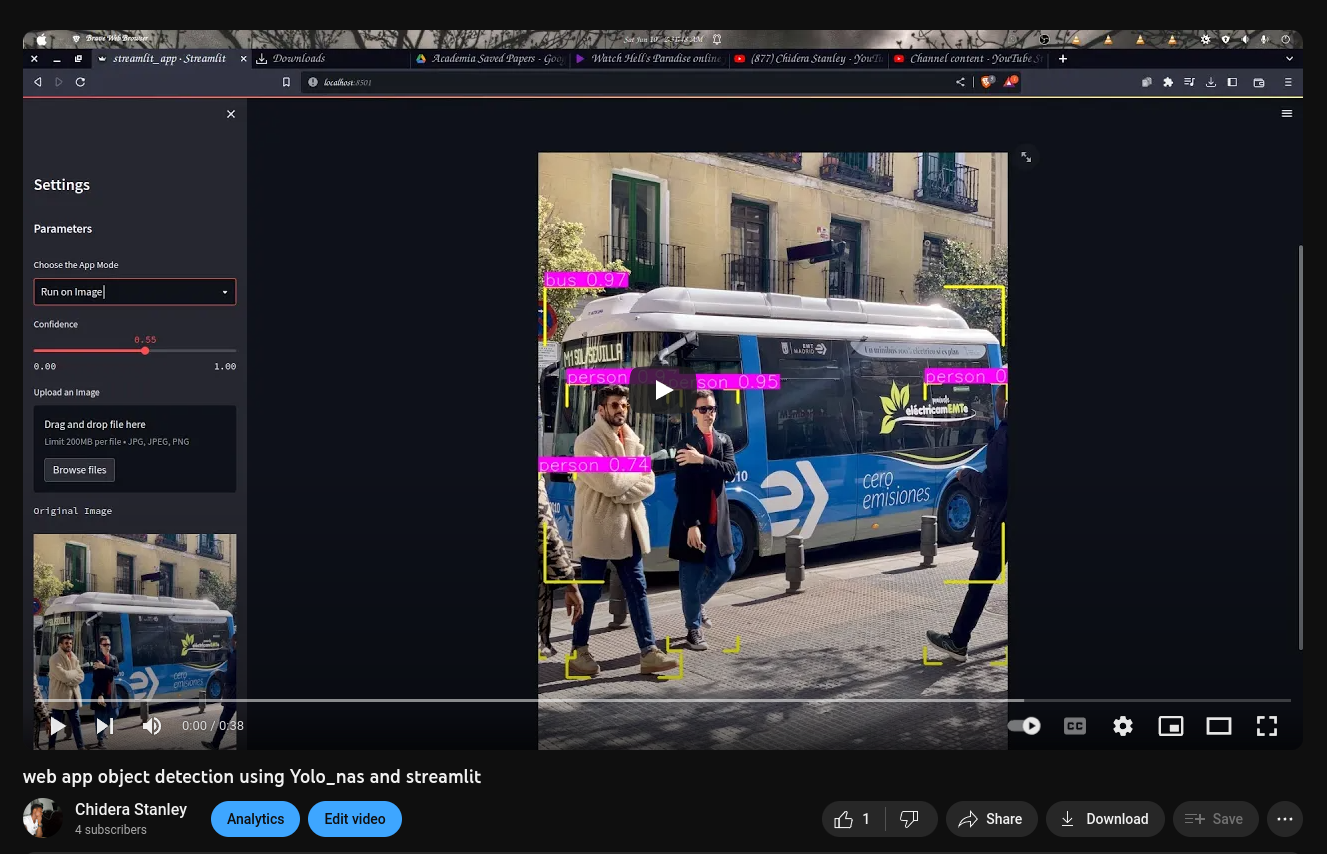 Brave Web Browser
streamlit_app · Streamlit
Downloads
Academia Saved Papers - Goo
Watch Hell's Paradise online
(877) Chidera Stanley - YouTu
Channel content - YouTube S
localhost:8501
Settings
Parameters
Choose the App Mode
Run on Image
Confidence
0.55
0.00 1.00
Upload an Image
Drag and drop file here
Limit 200MB per file • JPG, JPEG, PNG
Browse files
Original Image
bus 0.97
M1 SOL/SEVILLA
EMT
MADRID
person
person 0.95
person 0
eléctricamEMTe
person 0.74
cero
emisiones
0:00 / 0:38
CC
web app object detection using Yolo_nas and streamlit
Chidera Stanley
4 subscribers
Analytics
Edit video
1
Share
Download
Save